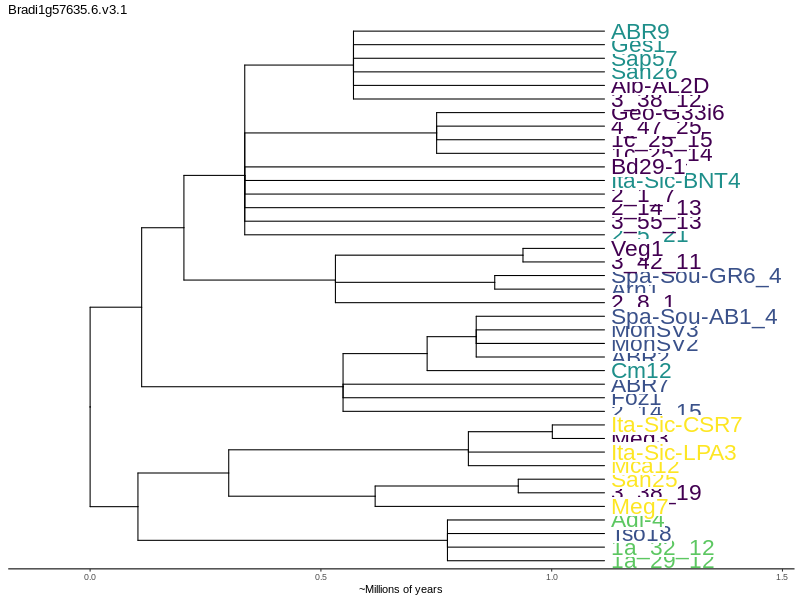 Bradi1g57635.6.v3.1
ABR9
Ges1
Sap57
San26
Alb-AL2D
3_38_12
Geo-G33i6
4_47_25
1c_25_15
1c_25_14
Bd29-1
Ita-Sic-BNT4
2_1_7
2_14_13
3_55_13
2_5_21
Veg1
3_42_11
Spa-Sou-GR6_4
Arn1
2_8_1
Spa-Sou-AB1_4
MonSV3
MonSV2
ABR2
Cm12
ABR7
Foz1
2_14_15
Ita-Sic-CSR7
Med3
Ita-Sic-LPA3
Mca12
San25
3_38_19
Meg7
Adi-4
Tso18
1a_32_12
1a_29_12
0.0 0.5 1.0 1.5
~Millions of years